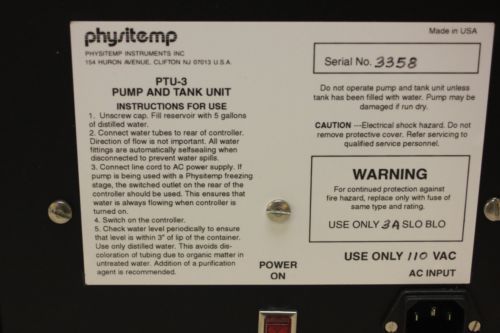 physitemp
PHYSITEMP INSTRUMENTS INC
154 HURON AVENUE, CLIFTON NJ 07013 U.S.A.
PTU-3
PUMP AND TANK UNIT
INSTRUCTIONS FOR USE
1. Unscrew cap. Fill reservoir with 5 gallons
of distilled water.
2. Connect water tubes to rear of controller.
Direction of flow is not important. All water
fittings are automatically selfsealing when
disconnected to prevent water spills.
3. Connect line cord to AC power supply. If
pump is being used with a Physitemp freezing
stage, the switched outlet on the rear of the
controller should be used. This ensures that
water is always flowing when controller is
turned on.
4. Switch on the controller.
5. Check water level periodically to ensure
that level is within 3" of lip of the container.
Use only distilled water. This avoids dis-
coloration of tubing due to organic matter in
untreated water. Addition of a purification
agent is recommended.
POWER
ON
Made in USA
Serial No. 3358
Do not operate pump and tank unit unless
tank has been filled with water. Pump may be
damaged if run dry.
CAUTION —Electrical shock hazard. Do not
remove protective cover. Refer servicing to
qualified service personnel.
WARNING
For continued protection against
fire hazard, replace only with fuse of
same type and rating.
USE ONLY 3A SLO BLO
USE ONLY 110 VAC
AC INPUT